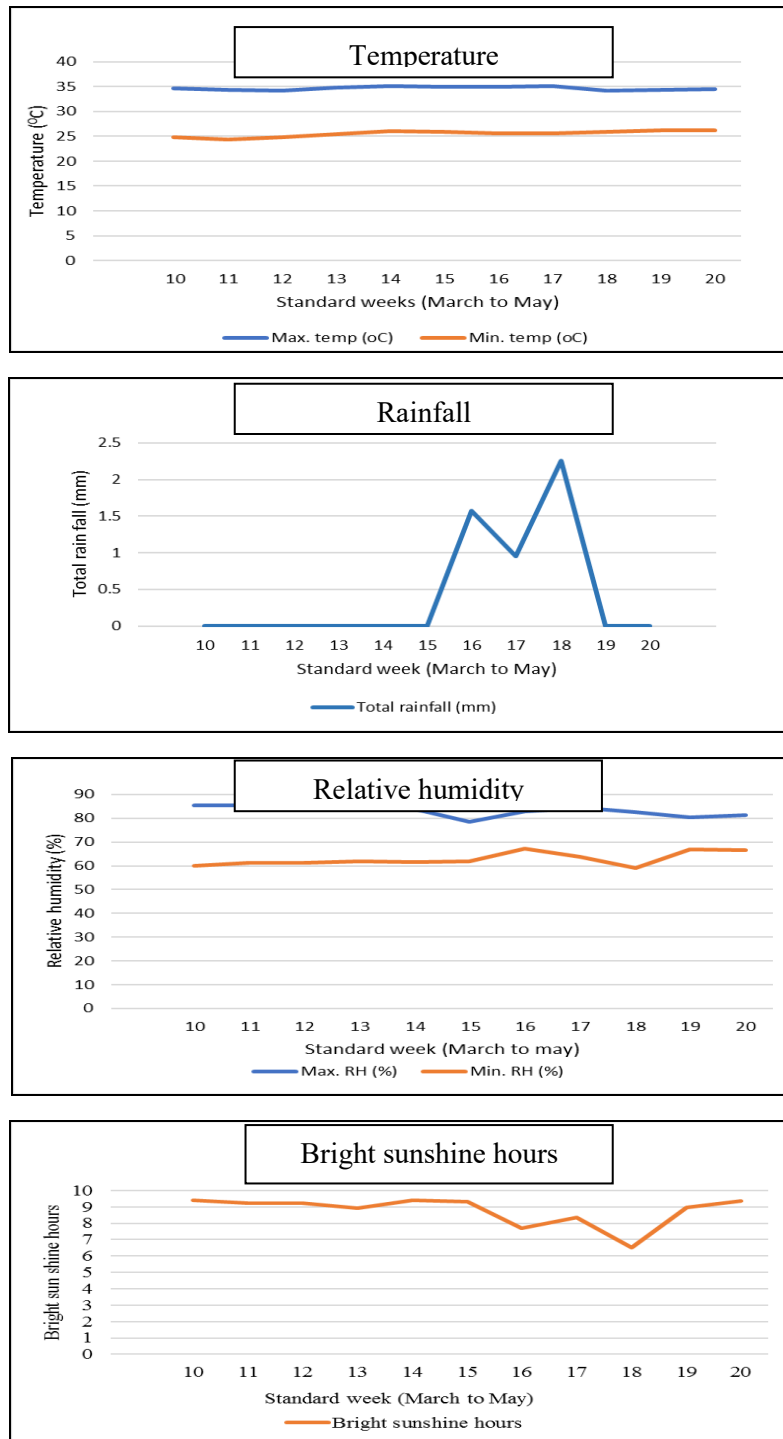 Temperature
40
35
30
25
20
15
10
5
0
Temperature (⁰C)
10 11 12 13 14 15 16 17 18 19 20
Standard weeks (March to May)
Max. temp (oC) Min. temp (oC)
Rainfall
2.5
2
1.5
1
0.5
0
Total rain fall (mm)
10 11 12 13 14 15 16 17 18 19 20
Standard week (March to May)
Total rainfall (mm)
Relative humidity
90
80
70
60
50
40
30
20
10
0
Relative humidity (%)
10 11 12 13 14 15 16 17 18 19 20
Standard week (March to may)
Max. RH (%) Min. RH (%)
Bright sunshine hours
10
9
8
7
6
5
4
3
2
1
0
Bright sun shine hours
10 11 12 13 14 15 16 17 18 19 20
Standard week (March to May)
Bright sunshine hours